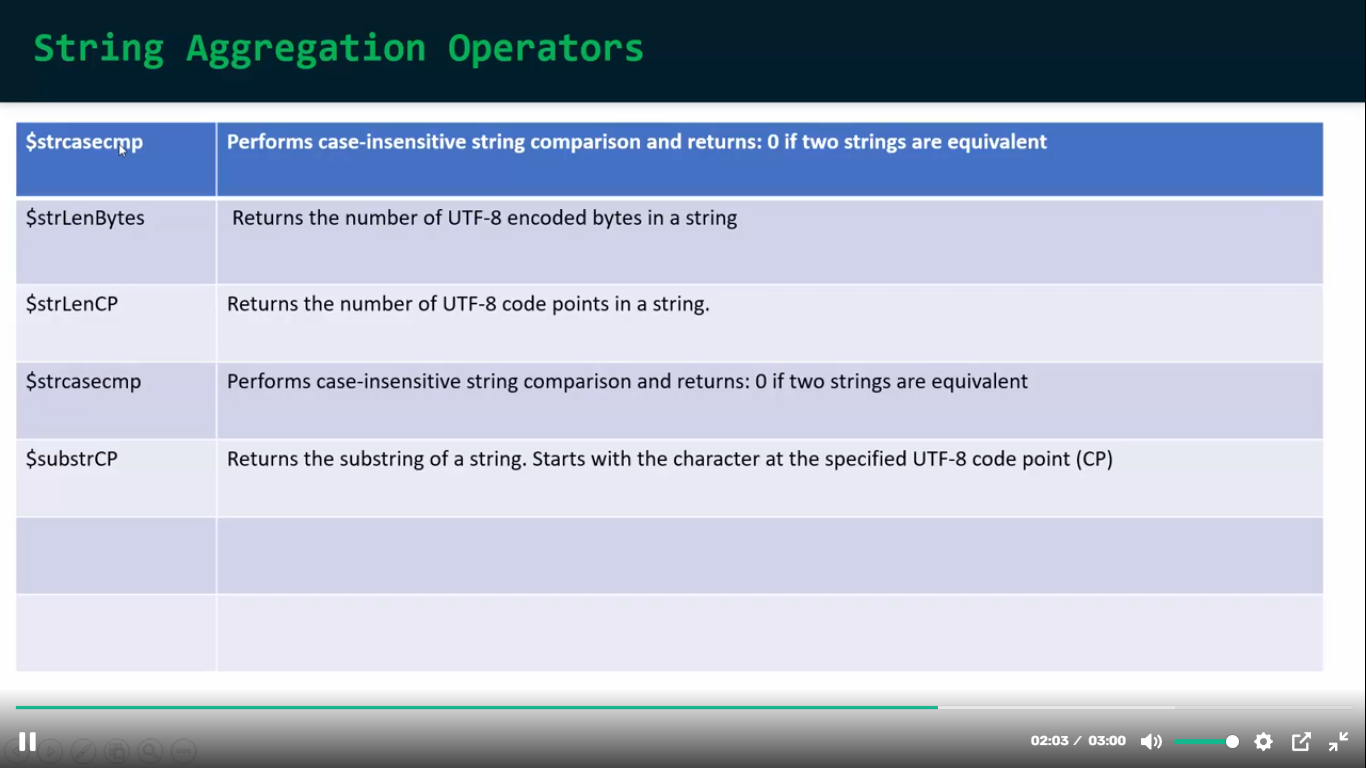 String Aggregation Operators
$strcasecmp Performs case-insensitive string comparison and returns: 0 if two strings are equivalent
$strLenBytes Returns the number of UTF-8 encoded bytes in a string
$strLenCP Returns the number of UTF-8 code points in a string.
$strcasecmp Performs case-insensitive string comparison and returns: 0 if two strings are equivalent
$substrCP Returns the substring of a string. Starts with the character at the specified UTF-8 code point (CP)
02:03 / 03:00